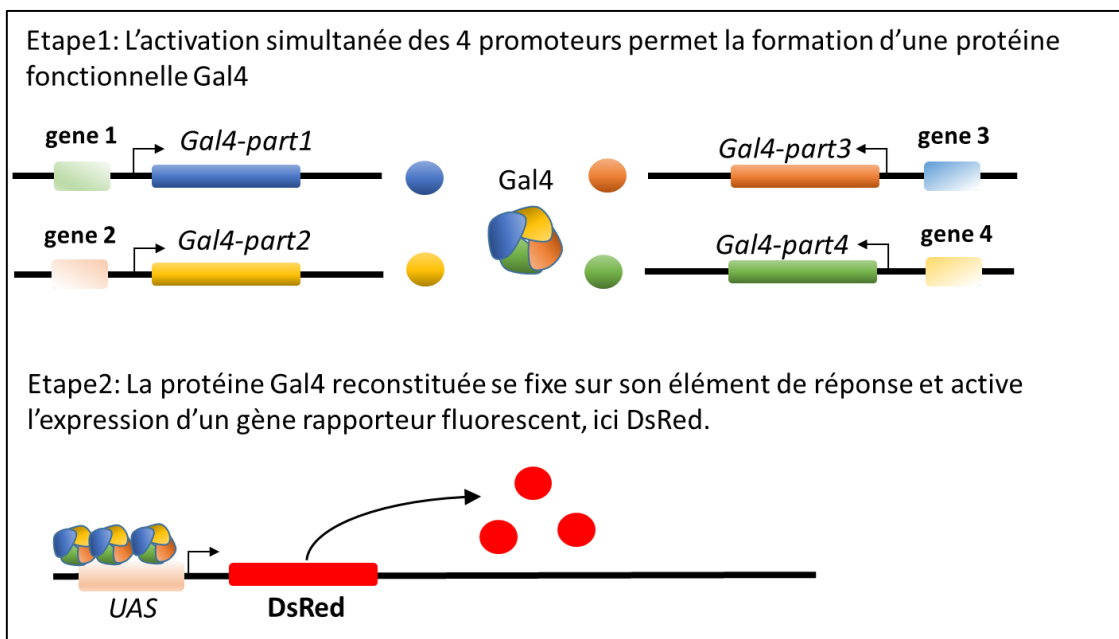 Etape1: L'activation simultanée des 4 promoteurs permet la formation d'une protéine
fonctionnelle Gal4
gene 1
Gal4-part1
Gal4
Gal4-part3
gene 3
gene 2
Gal4-part2
Gal4-part4
gene 4
Etape2: La protéine Gal4 reconstituée se fixe sur son élément de réponse et active
l'expression d'un gène rapporteur fluorescent, ici DsRed.
UAS
DsRed